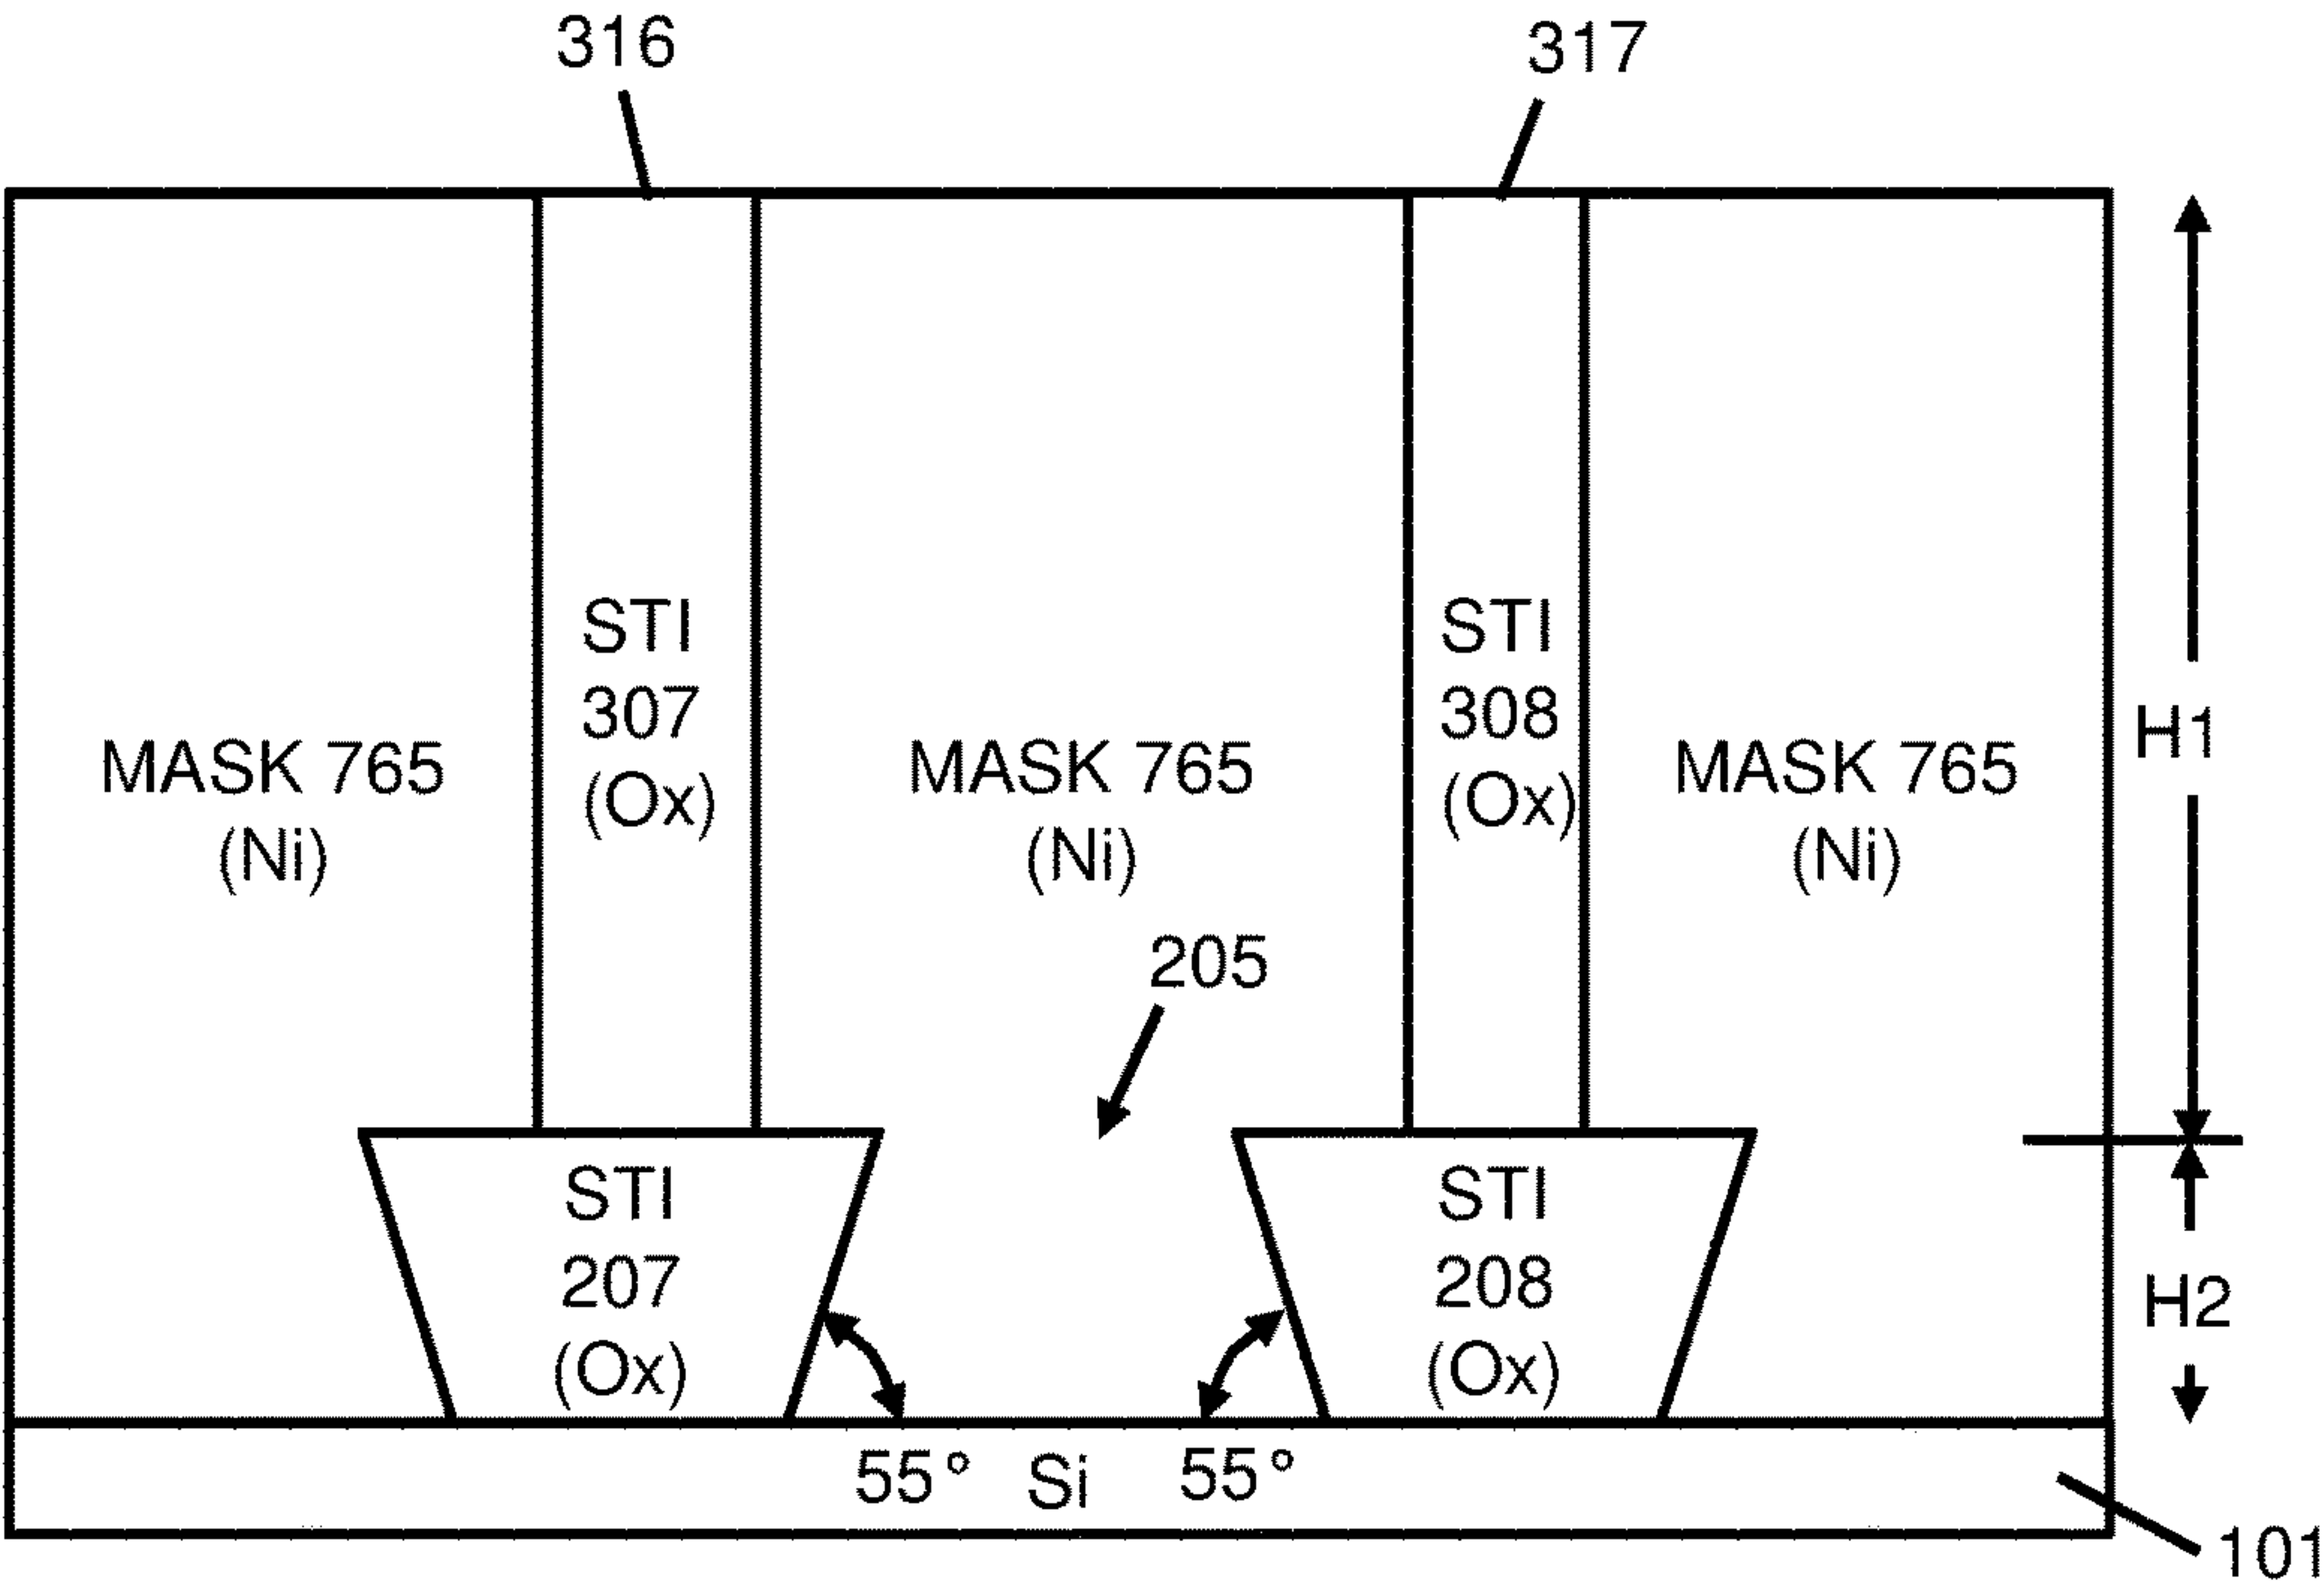 316
317
STI
307
(Ox)
STI
308
(Ox)
MASK 765
(Ni)
MASK 765
(Ni)
MASK 765
(Ni)
H1
205
STI
207
(Ox)
STI
208
(Ox)
H2
55°
Si
55°
101